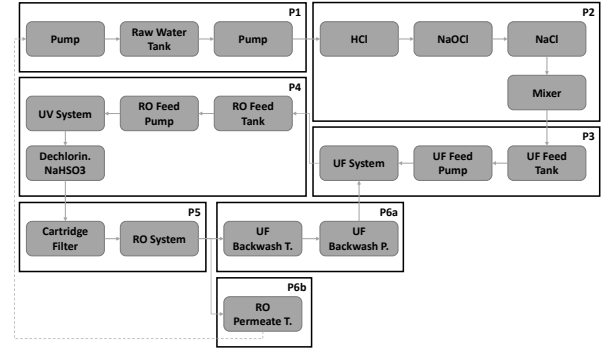 P1
Pump
Raw Water
Tank
Pump
P2
HCl
NaOCl
NaCl
Mixer
P3
UF System
UF Feed
Pump
UF Feed
Tank
P4
UV System
RO Feed
Pump
RO Feed
Tank
Dechlorin.
NaHSO3
P5
Cartridge
Filter
RO System
P6a
UF
Backwash T.
UF
Backwash P.
P6b
RO
Permeate T.